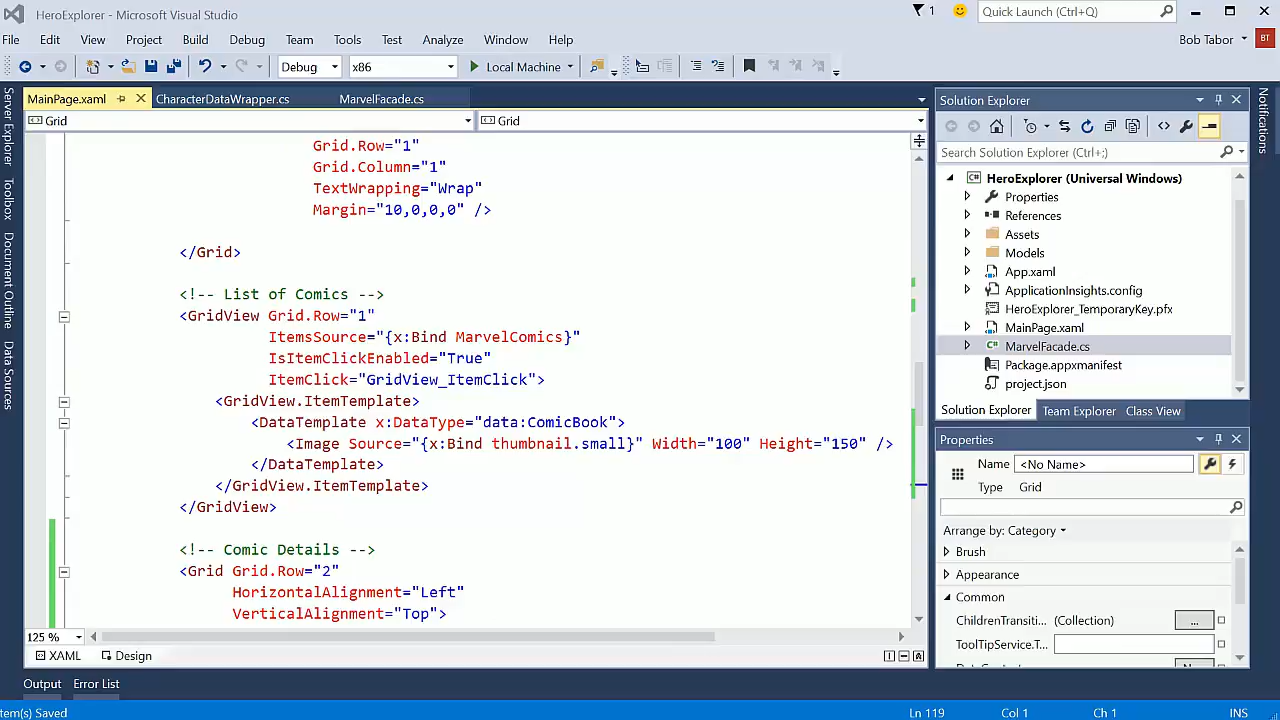 HeroExplorer - Microsoft Visual Studio
1
Quick Launch (Ctrl+Q)
File Edit View Project Build Debug Team Tools Test Analyze Window Help
Bob Tabor
BT
Debug
x86
Local Machine
MainPage.xaml
CharacterDataWrapper.cs
MarvelFacade.cs
Grid
Grid
Server Explorer
Toolbox
Document Outline
Data Sources
Grid.Row="1"
Grid.Column="1"
TextWrapping="Wrap"
Margin="10,0,0,0" />
</Grid>
<!-- List of Comics -->
<GridView Grid.Row="1"
ItemsSource="{x:Bind MarvelComics}"
IsItemClickEnabled="True"
ItemClick="GridView_ItemClick">
<GridView.ItemTemplate>
<DataTemplate x:DataType="data:ComicBook">
<Image Source="{x:Bind thumbnail.small}" Width="100" Height="150" />
</DataTemplate>
</GridView.ItemTemplate>
</GridView>
<!-- Comic Details -->
<Grid Grid.Row="2"
HorizontalAlignment="Left"
VerticalAlignment="Top">
125 %
XAML
Design
Output
Error List
Solution Explorer
Search Solution Explorer (Ctrl+;)
HeroExplorer (Universal Windows)
Properties
References
Assets
Models
App.xaml
ApplicationInsights.config
HeroExplorer_TemporaryKey.pfx
MainPage.xaml
MarvelFacade.cs
Package.appxmanifest
project.json
Solution Explorer
Team Explorer
Class View
Properties
Name <No Name>
Type Grid
Arrange by: Category
Brush
Appearance
Common
ChildrenTransiti... (Collection) ...
ToolTipService.T...
Notifications
tem(s) Saved
Ln 119
Col 1
Ch 1
INS